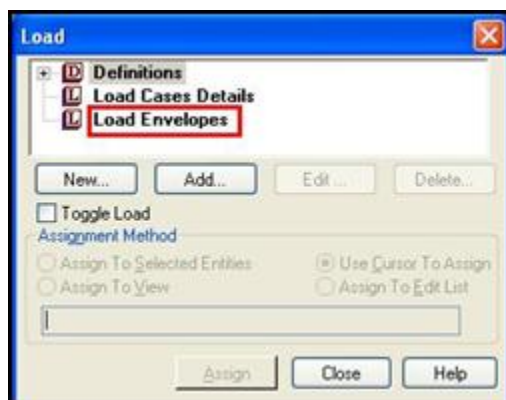 Load
D Definitions
L Load Cases Details
L Load Envelopes
New... Add... Edit ... Delete...
Toggle Load
Assignment Method
Assign To Selected Entities Use Cursor To Assign
Assign To View Assign To Edit List
Assign Close Help